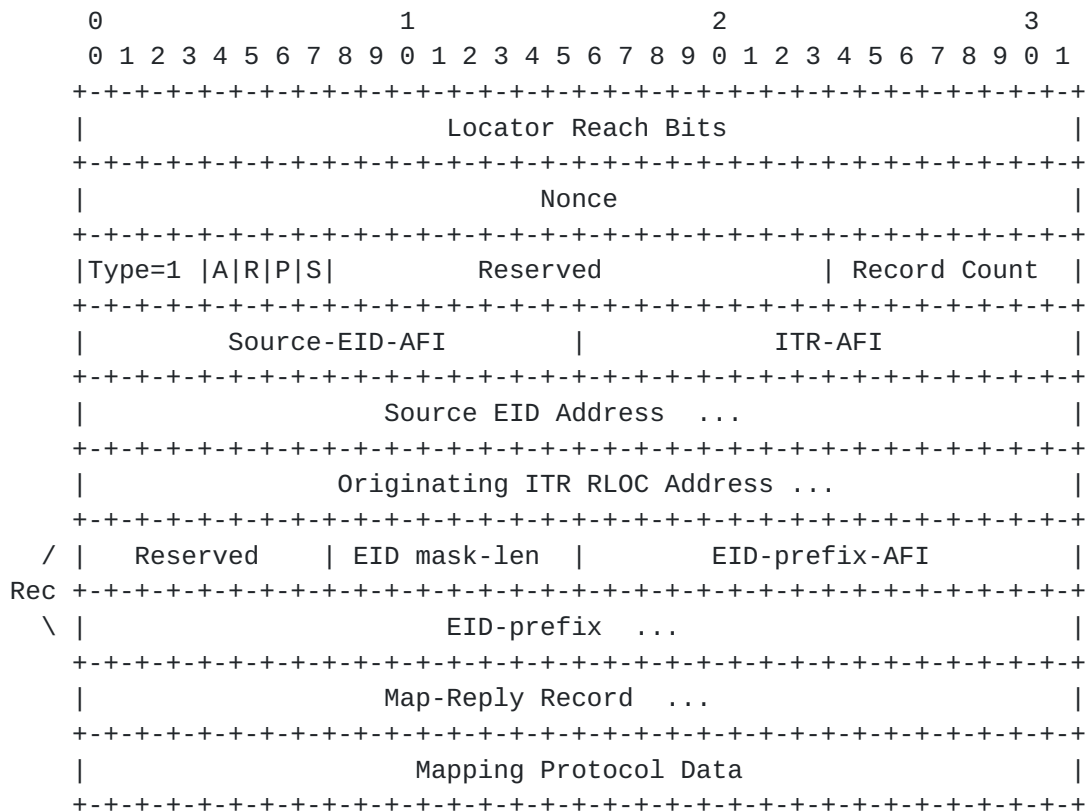 0                   1                   2                   3
 0 1 2 3 4 5 6 7 8 9 0 1 2 3 4 5 6 7 8 9 0 1 2 3 4 5 6 7 8 9 0 1
+-+-+-+-+-+-+-+-+-+-+-+-+-+-+-+-+-+-+-+-+-+-+-+-+-+-+-+-+-+-+-+-+
|                       Locator Reach Bits                      |
+-+-+-+-+-+-+-+-+-+-+-+-+-+-+-+-+-+-+-+-+-+-+-+-+-+-+-+-+-+-+-+-+
|                             Nonce                             |
+-+-+-+-+-+-+-+-+-+-+-+-+-+-+-+-+-+-+-+-+-+-+-+-+-+-+-+-+-+-+-+-+
|Type=1 |A|R|P|S|         Reserved              | Record Count  |
+-+-+-+-+-+-+-+-+-+-+-+-+-+-+-+-+-+-+-+-+-+-+-+-+-+-+-+-+-+-+-+-+
|         Source-EID-AFI        |            ITR-AFI            |
+-+-+-+-+-+-+-+-+-+-+-+-+-+-+-+-+-+-+-+-+-+-+-+-+-+-+-+-+-+-+-+-+
|                   Source EID Address  ...                     |
+-+-+-+-+-+-+-+-+-+-+-+-+-+-+-+-+-+-+-+-+-+-+-+-+-+-+-+-+-+-+-+-+
|                Originating ITR RLOC Address ...               |
+-+-+-+-+-+-+-+-+-+-+-+-+-+-+-+-+-+-+-+-+-+-+-+-+-+-+-+-+-+-+-+-+
/ |   Reserved    | EID mask-len  |        EID-prefix-AFI         |
Rec +-+-+-+-+-+-+-+-+-+-+-+-+-+-+-+-+-+-+-+-+-+-+-+-+-+-+-+-+-+-+-+-+
\ |                       EID-prefix  ...                         |
+-+-+-+-+-+-+-+-+-+-+-+-+-+-+-+-+-+-+-+-+-+-+-+-+-+-+-+-+-+-+-+-+
|                   Map-Reply Record  ...                       |
+-+-+-+-+-+-+-+-+-+-+-+-+-+-+-+-+-+-+-+-+-+-+-+-+-+-+-+-+-+-+-+-+
|                     Mapping Protocol Data                     |
+-+-+-+-+-+-+-+-+-+-+-+-+-+-+-+-+-+-+-+-+-+-+-+-+-+-+-+-+-+-+-+-+